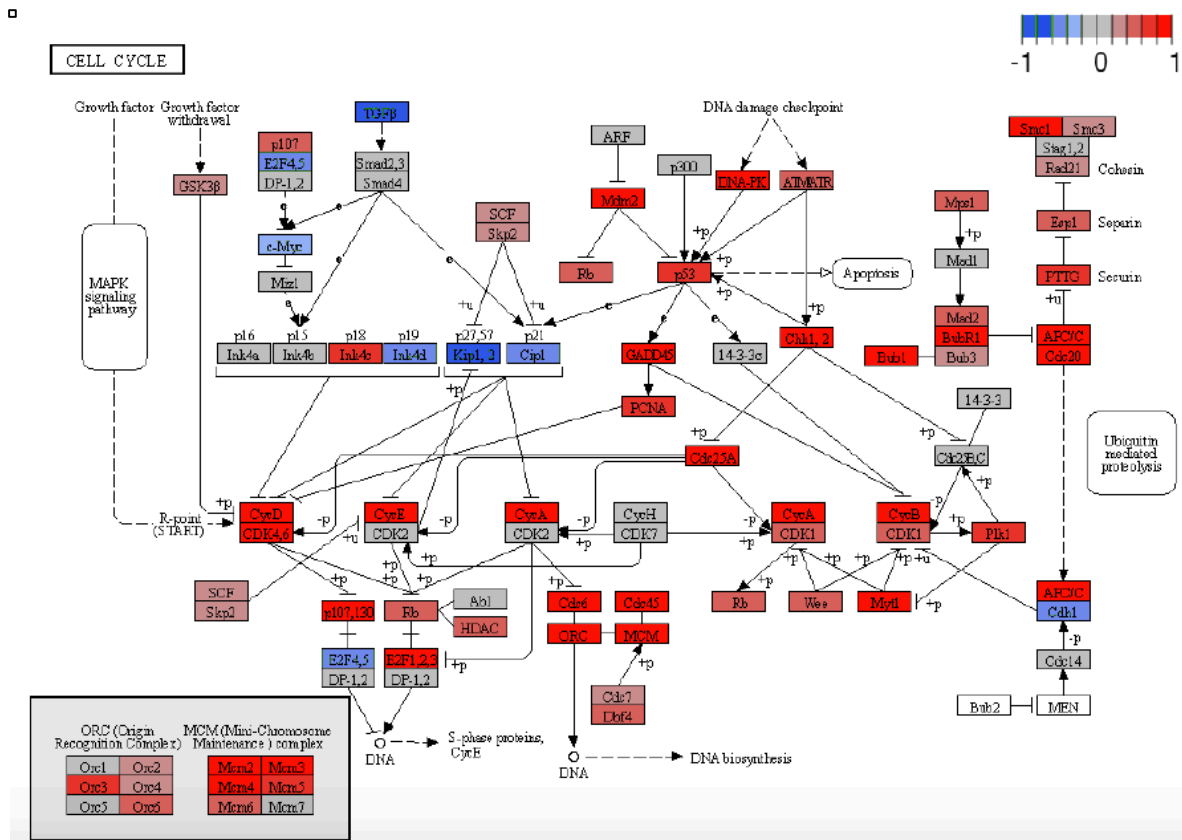 -1 0 1
CELL CYCLE
Growth factor
Growth factor
withdrawal
GSK3β
MAPK
signaling
pathway
R-point
(START)
p107
E2F4,5
DP-1,2
e
c-Myc
Miz1
e
TGFβ
Smad2,3
Smad4
e
e
SCF
Skp2
+u
+u
p16
Ink4a
p15
Ink4b
p18
Ink4c
p19
Ink4d
p27,57
Kip1, 2
p21
Cip1
+p
ARF
Mdm2
Rb
p300
DNA damage checkpoint
DNA-PK
ATM/ATR
+p
+p
p53
+p
+p
Apoptosis
e
e
GADD45
14-3-3σ
PCNA
Chk1, 2
+p
+p
Cdc25A
14-3-3
Cdc25B,C
Smc1
Smc3
Stag1,2
Rad21
Cohesin
Mps1
+p
Mad1
Esp1
Separin
PTTG
Securin
+u
Mad2
BubR1
Bub3
Bub1
APC/C
Cdc20
Ubiquitin
mediated
proteolysis
+p
CycD
CDK4,6
-p
CycE
CDK2
+u
-p
CycA
CDK2
-p
+p
CycH
CDK7
+p
-p
CycA
CDK1
CycB
CDK1
-p
+p
+p
Plk1
+p
+p
+p
+p
+p
+p
+p
+u
+p
SCF
Skp2
p107,130
Rb
Abl
HDAC
Cdc6
Cdc45
ORC
MCM
+p
Cdc7
Dbf4
Rb
Wee
Myt1
+p
APC/C
Cdh1
-p
Cdc14
Bub2
MEN
E2F4,5
DP-1,2
E2F1,2,3
DP-1,2
+p
DNA
S-phase proteins,
CycE
DNA
DNA biosynthesis
ORC (Origin
Recognition Complex)
MCM (Mini-Chromosome
Maintenance ) complex
Orc1 Orc2 Mcm2 Mcm3
Orc3 Orc4 Mcm4 Mcm5
Orc5 Orc6 Mcm6 Mcm7